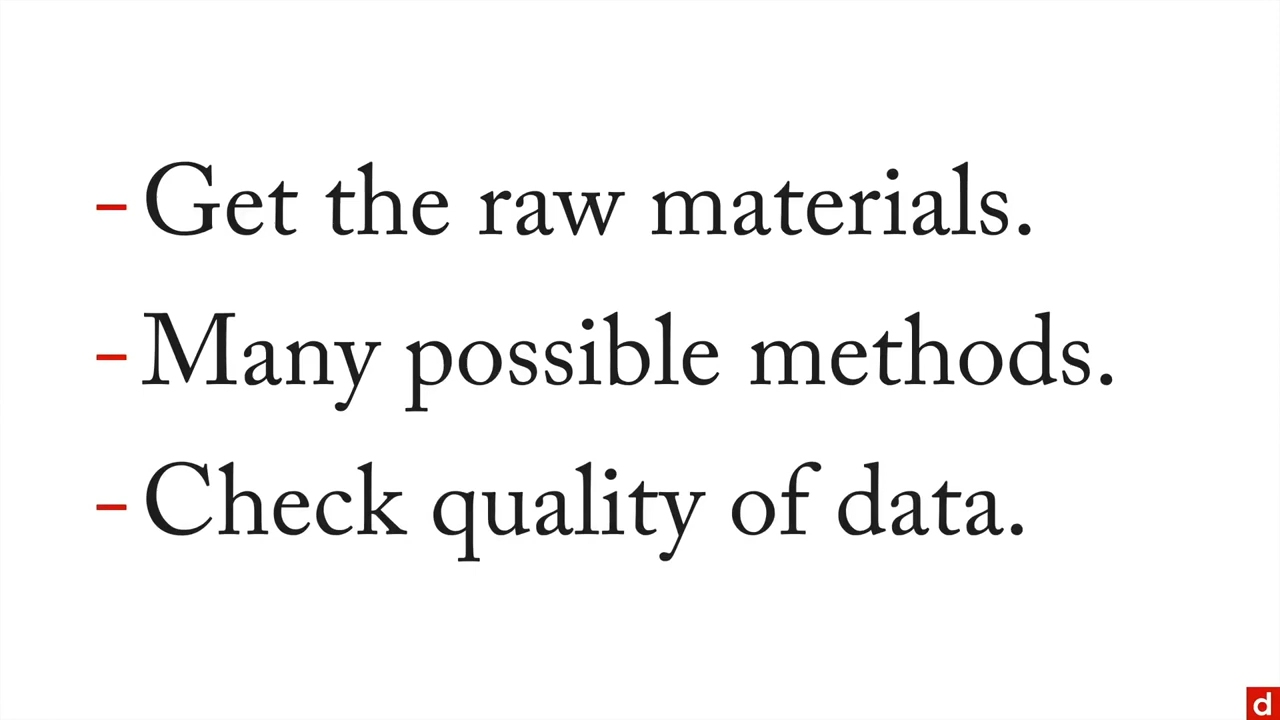 - Get the raw materials.
- Many possible methods.
- Check quality of data.
d